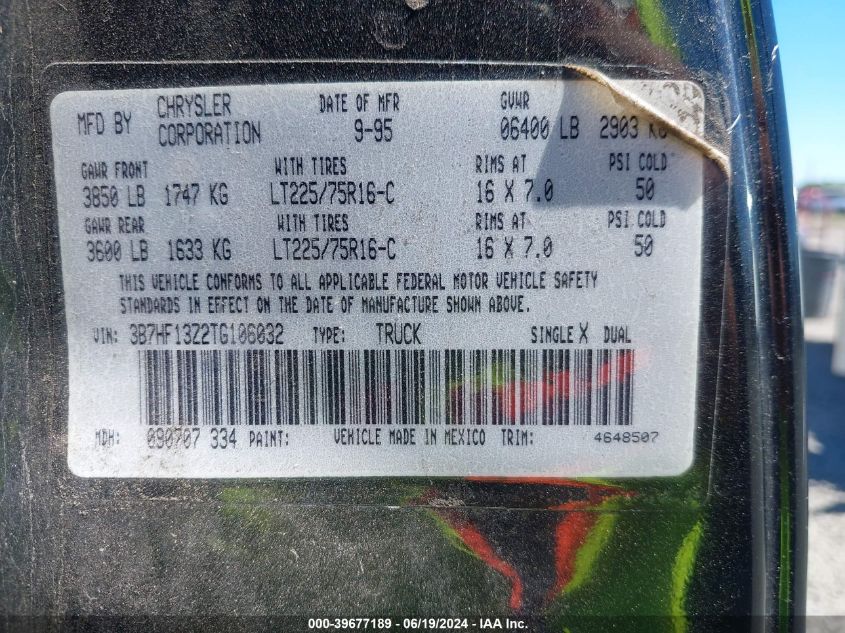 MFD BY CHRYSLER CORPORATION DATE OF MFR 9-95 GVWR 06400 LB 2903 KG
GAWR FRONT WITH TIRES RIMS AT PSI COLD
3850 LB 1747 KG LT225/75R16-C 16 X 7.0 50
GAWR REAR WITH TIRES RIMS AT PSI COLD
3600 LB 1633 KG LT225/75R16-C 16 X 7.0 50
THIS VEHICLE CONFORMS TO ALL APPLICABLE FEDERAL MOTOR VEHICLE SAFETY
STANDARDS IN EFFECT ON THE DATE OF MANUFACTURE SHOWN ABOVE.
VIN: 3B7HF13Z2TG106032 TYPE: TRUCK SINGLE X DUAL
MDH: 090707 334 PAINT: VEHICLE MADE IN MEXICO TRIM: 4648507
000-39677189 - 06/19/2024 - IAA Inc.